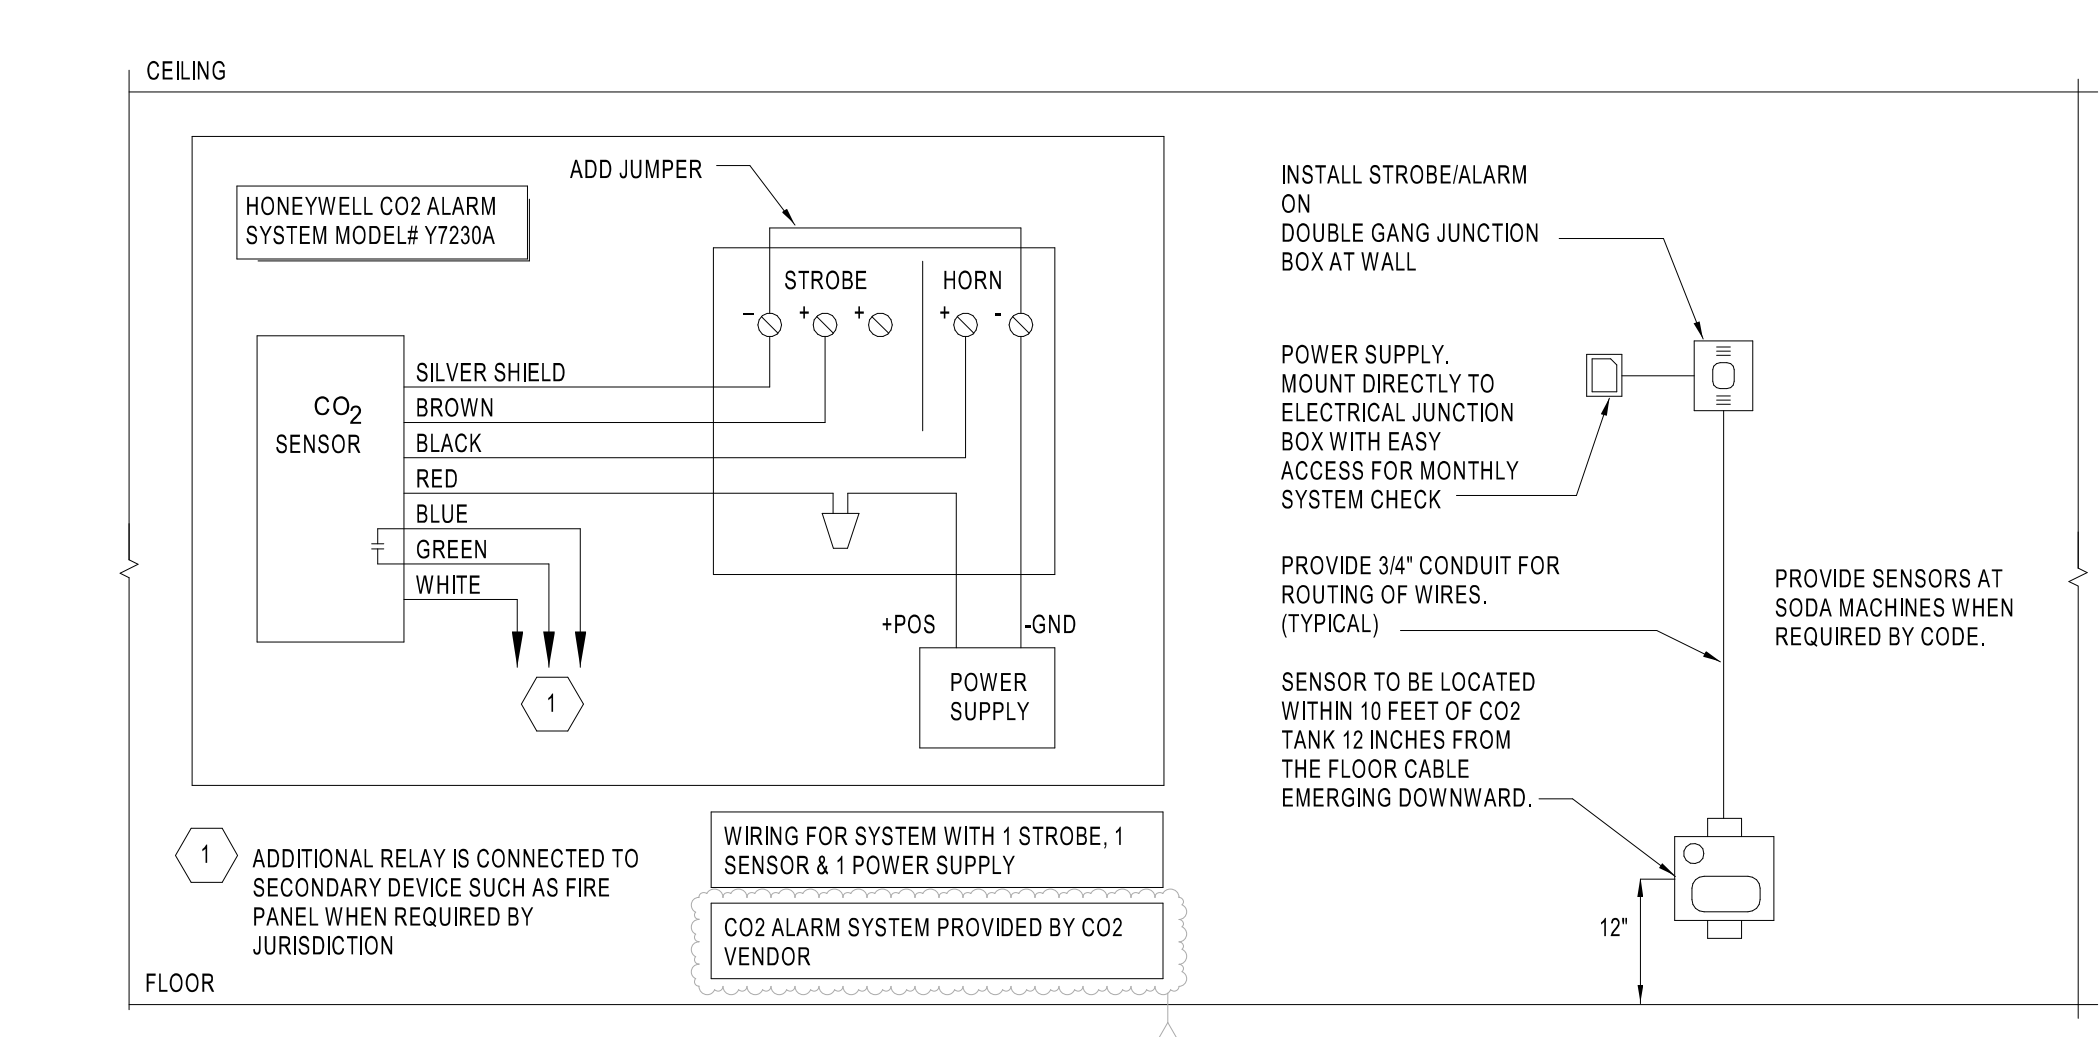 CEILING
ADD JUMPER
HONEYWELL CO2 ALARM
SYSTEM MODEL# Y7230A
STROBE
HORN
– + + + -
CO2
SENSOR
SILVER SHIELD
BROWN
BLACK
RED
BLUE
GREEN
WHITE
1
+POS
-GND
POWER
SUPPLY
1
ADDITIONAL RELAY IS CONNECTED TO
SECONDARY DEVICE SUCH AS FIRE
PANEL WHEN REQUIRED BY
JURISDICTION
WIRING FOR SYSTEM WITH 1 STROBE, 1
SENSOR & 1 POWER SUPPLY
CO2 ALARM SYSTEM PROVIDED BY CO2
VENDOR
FLOOR
INSTALL STROBE/ALARM
ON
DOUBLE GANG JUNCTION
BOX AT WALL
POWER SUPPLY.
MOUNT DIRECTLY TO
ELECTRICAL JUNCTION
BOX WITH EASY
ACCESS FOR MONTHLY
SYSTEM CHECK
PROVIDE 3/4" CONDUIT FOR
ROUTING OF WIRES.
(TYPICAL)
SENSOR TO BE LOCATED
WITHIN 10 FEET OF CO2
TANK 12 INCHES FROM
THE FLOOR CABLE
EMERGING DOWNWARD.
PROVIDE SENSORS AT
SODA MACHINES WHEN
REQUIRED BY CODE.
12"